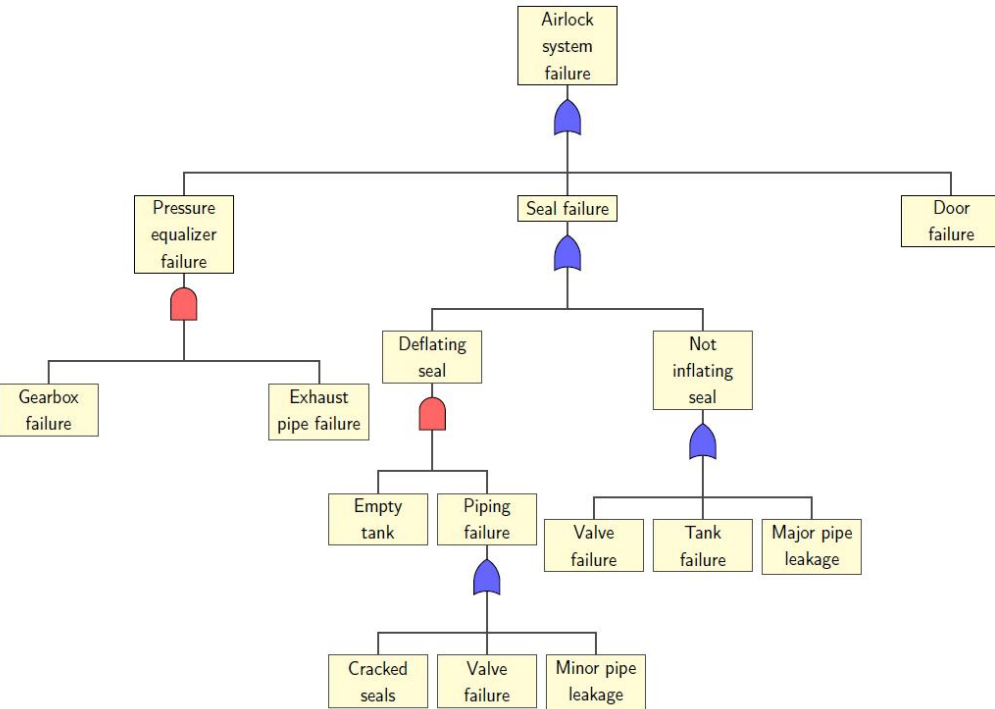 Airlock
system
failure
Pressure
equalizer
failure
Seal failure
Door
failure
Deflating
seal
Not
inflating
seal
Gearbox
failure
Exhaust
pipe failure
Empty
tank
Piping
failure
Valve
failure
Tank
failure
Major pipe
leakage
Cracked
seals
Valve
failure
Minor pipe
leakage